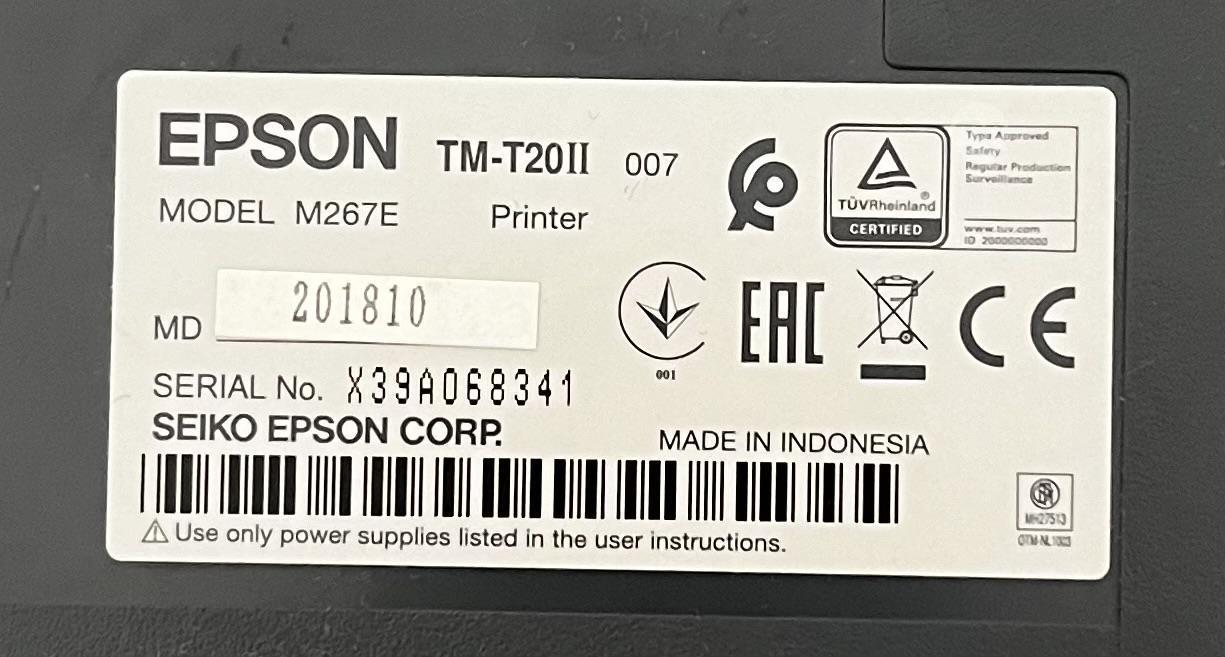 EPSON TM-T20II 007
MODEL M267E Printer
Type Approved
Safety
Regular Production
Surveillance
TÜVRheinland®
CERTIFIED
www.tuv.com
ID 2000000000
MD 201810
001
EAC
CE
SERIAL No. X39A068341
SEIKO EPSON CORP.
MADE IN INDONESIA
⚠ Use only power supplies listed in the user instructions.
MH27513